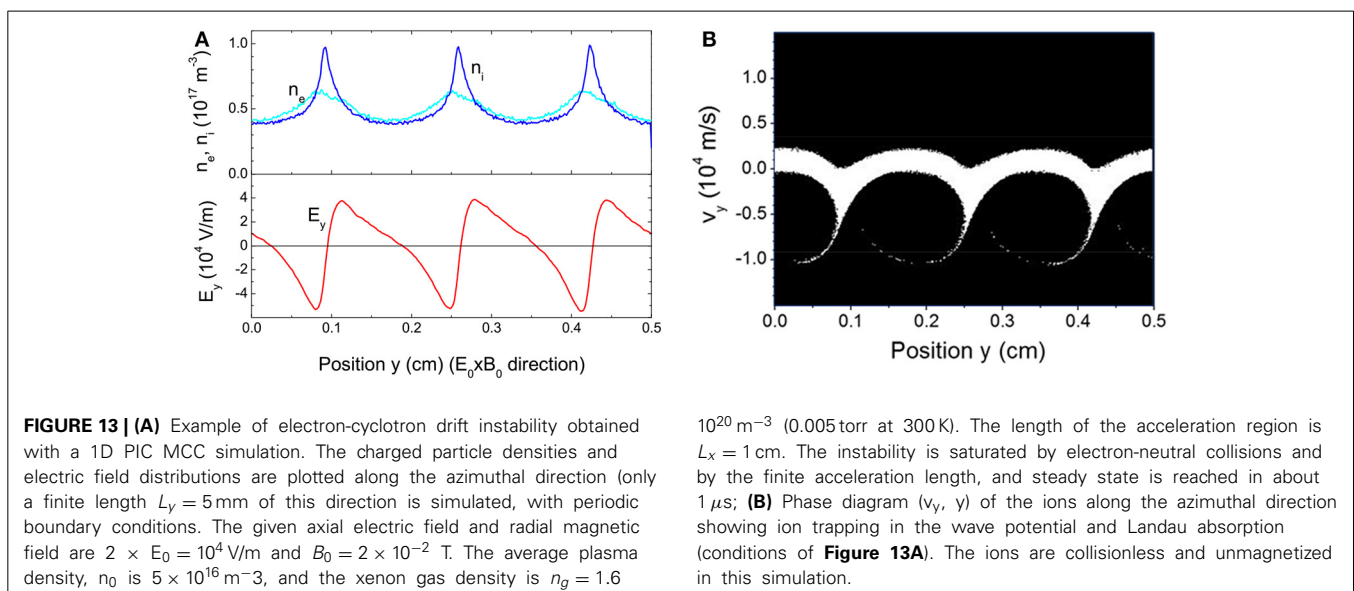 A
1.0
0.5
0.0
n_e, n_i (10^17 m^-3)
n_e
n_i
4
2
0
-2
-4
E_y (10^4 V/m)
E_y
0.0 0.1 0.2 0.3 0.4 0.5
Position y (cm) (E_0xB_0 direction)
B
1.0
0.5
0.0
-0.5
-1.0
v_y (10^4 m/s)
0.0 0.1 0.2 0.3 0.4 0.5
Position y (cm)
FIGURE 13 | (A) Example of electron-cyclotron drift instability obtained
with a 1D PIC MCC simulation. The charged particle densities and
electric field distributions are plotted along the azimuthal direction (only
a finite length L_y = 5 mm of this direction is simulated, with periodic
boundary conditions. The given axial electric field and radial magnetic
field are 2 × E_0 = 10^4 V/m and B_0 = 2 × 10^-2 T. The average plasma
density, n_0 is 5 × 10^16 m^-3, and the xenon gas density is n_g = 1.6
10^20 m^-3 (0.005 torr at 300 K). The length of the acceleration region is
L_x = 1 cm. The instability is saturated by electron-neutral collisions and
by the finite acceleration length, and steady state is reached in about
1 μs; (B) Phase diagram (v_y, y) of the ions along the azimuthal direction
showing ion trapping in the wave potential and Landau absorption
(conditions of Figure 13A). The ions are collisionless and unmagnetized
in this simulation.